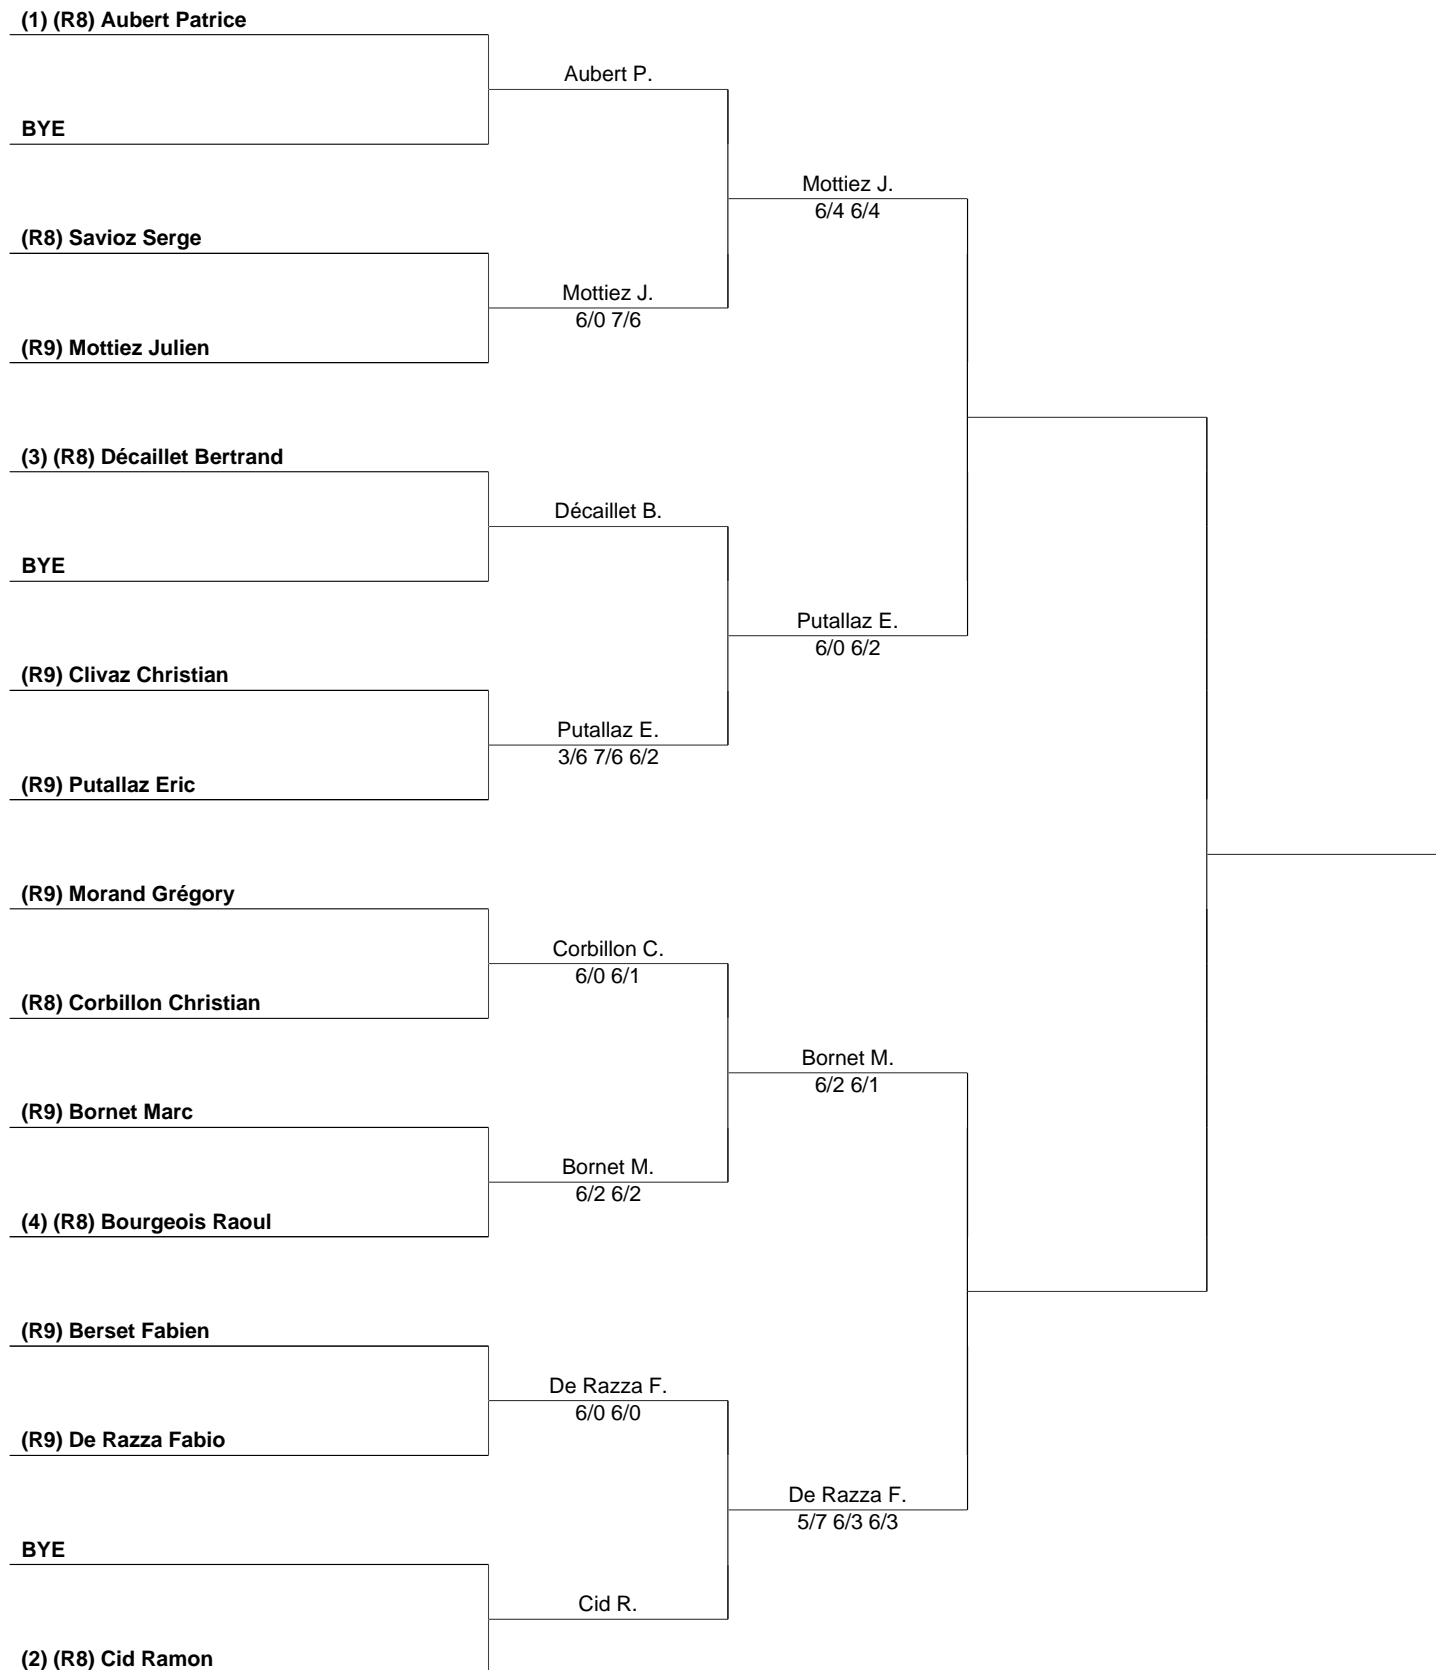 (1) (R8) Aubert Patrice
Aubert P.
BYE
Mottiez J.
6/4 6/4
(R8) Savioz Serge
Mottiez J.
6/0 7/6
(R9) Mottiez Julien
(3) (R8) Décaillet Bertrand
Décaillet B.
BYE
Putallaz E.
6/0 6/2
(R9) Clivaz Christian
Putallaz E.
3/6 7/6 6/2
(R9) Putallaz Eric
(R9) Morand Grégory
Corbillon C.
6/0 6/1
(R8) Corbillon Christian
Bornet M.
6/2 6/1
(R9) Bornet Marc
Bornet M.
6/2 6/2
(4) (R8) Bourgeois Raoul
(R9) Berset Fabien
De Razza F.
6/0 6/0
(R9) De Razza Fabio
De Razza F.
5/7 6/3 6/3
BYE
Cid R.
(2) (R8) Cid Ramon